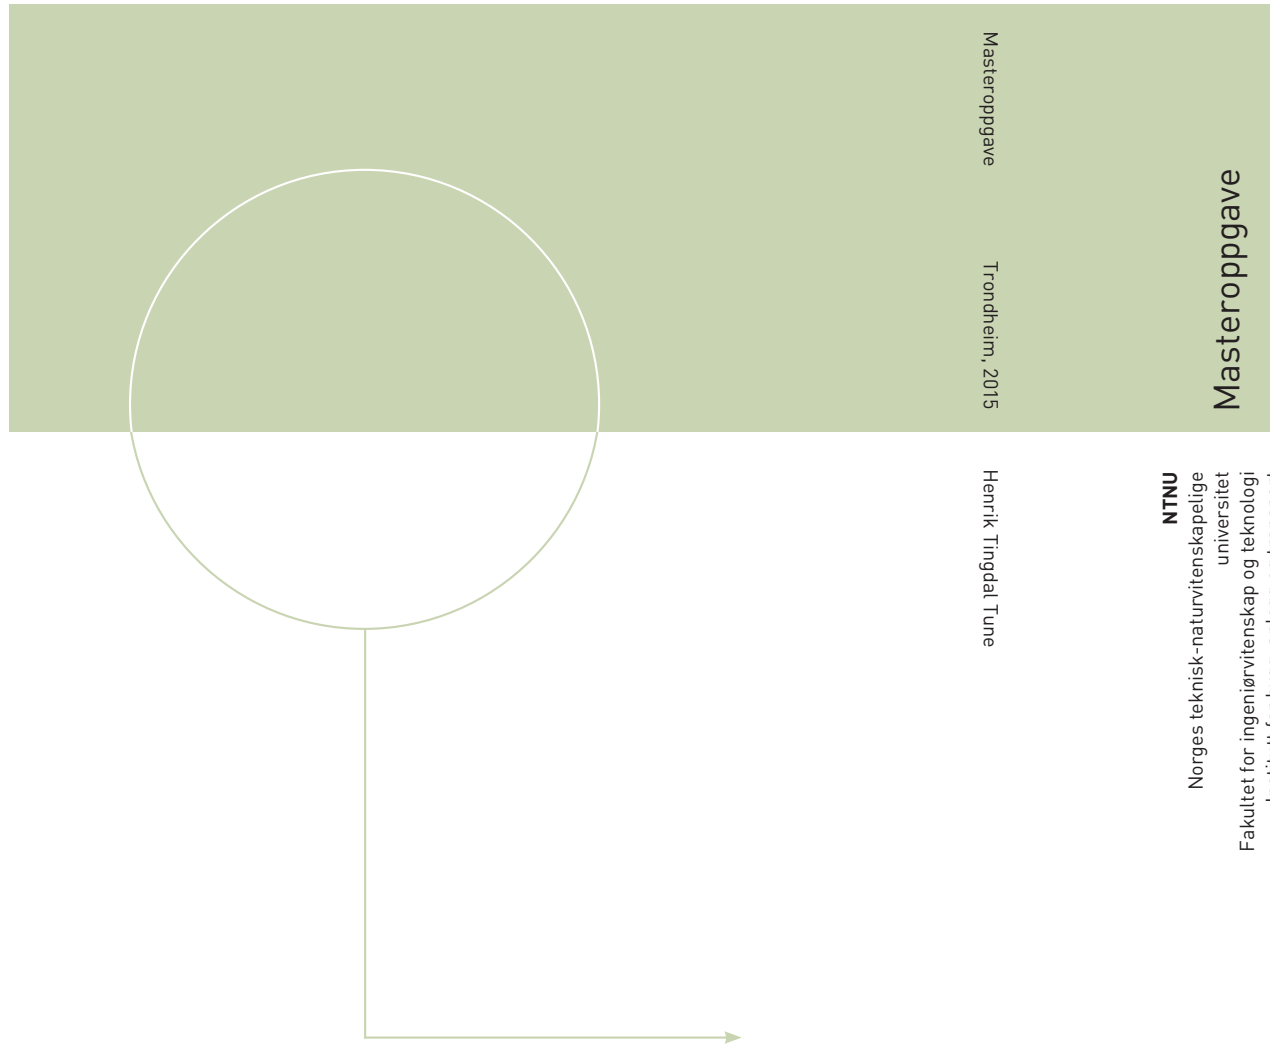 Masteroppgave
Trondheim, 2015
Henrik Tingdal Tune
Masteroppgave
NTNU
Norges teknisk-naturvitenskapelige
universitet
Fakultet for ingeniørvitenskap og teknologi